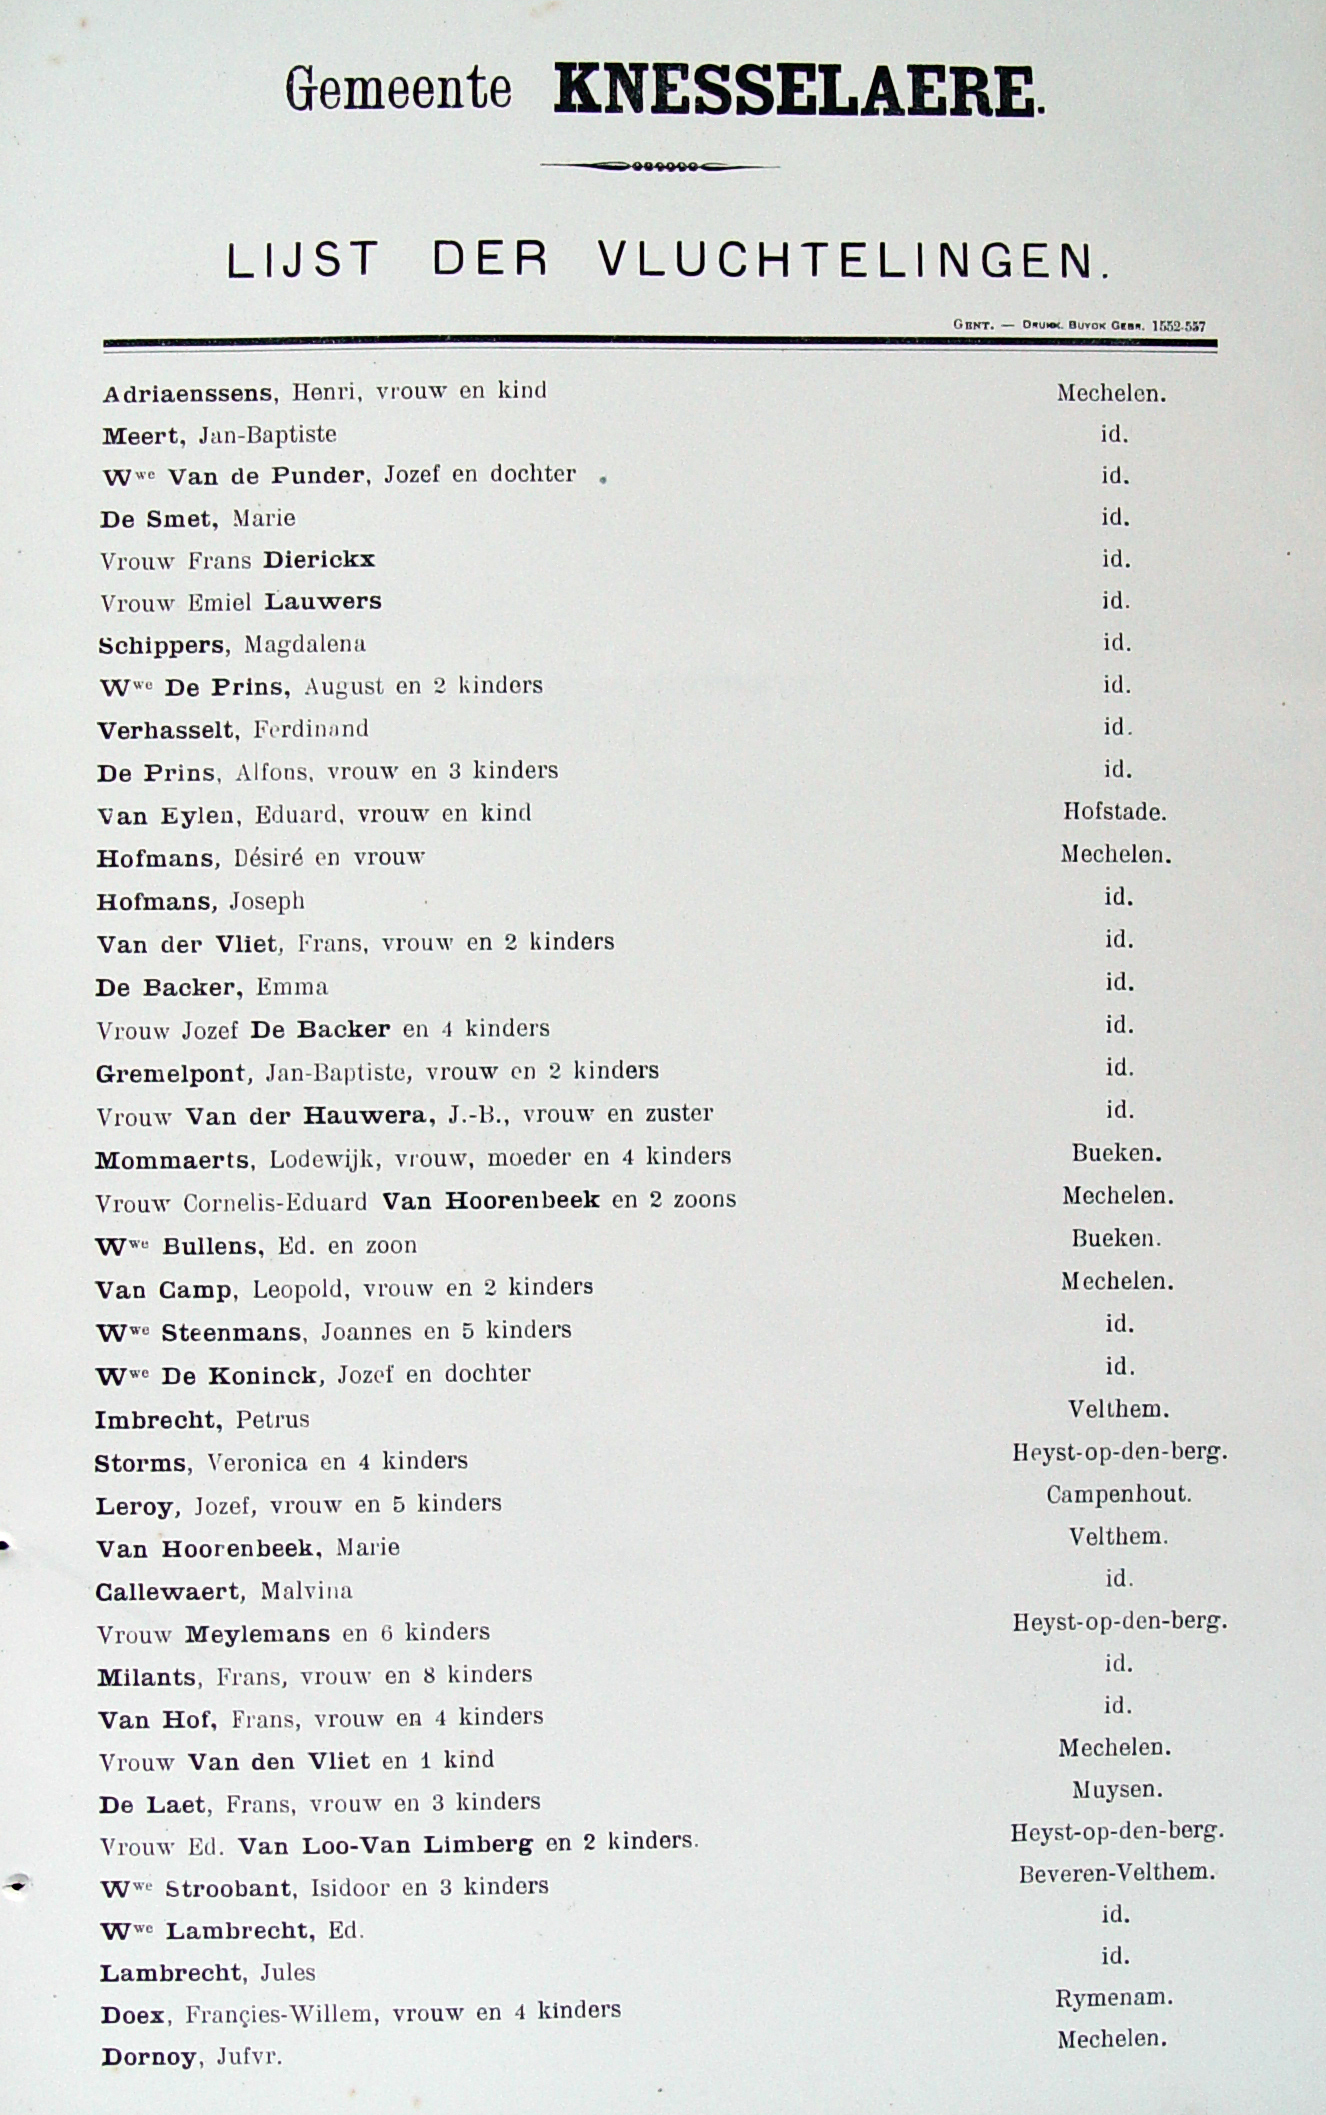 Gemeente KNESSELAERE.
LIJST DER VLUCHTELINGEN.
GENT. — DRUKK. BUYCK GEBR. 1552-557
Adriaenssens, Henri, vrouw en kind Mechelen.
Meert, Jan-Baptiste id.
Wwe Van de Punder, Jozef en dochter id.
De Smet, Marie id.
Vrouw Frans Dierickx id.
Vrouw Emiel Lauwers id.
Schippers, Magdalena id.
Wwe De Prins, August en 2 kinders id.
Verhasselt, Ferdinand id.
De Prins, Alfons, vrouw en 3 kinders id.
Van Eylen, Eduard, vrouw en kind Hofstade.
Hofmans, Désiré en vrouw Mechelen.
Hofmans, Joseph id.
Van der Vliet, Frans, vrouw en 2 kinders id.
De Backer, Emma id.
Vrouw Jozef De Backer en 4 kinders id.
Gremelpont, Jan-Baptiste, vrouw en 2 kinders id.
Vrouw Van der Hauwera, J.-B., vrouw en zuster id.
Mommaerts, Lodewijk, vrouw, moeder en 4 kinders Bueken.
Vrouw Cornelis-Eduard Van Hoorenbeek en 2 zoons Mechelen.
Wwe Bullens, Ed. en zoon Bueken.
Van Camp, Leopold, vrouw en 2 kinders Mechelen.
Wwe Steenmans, Joannes en 5 kinders id.
Wwe De Koninck, Jozef en dochter id.
Imbrecht, Petrus Velthem.
Storms, Veronica en 4 kinders Heyst-op-den-berg.
Leroy, Jozef, vrouw en 5 kinders Campenhout.
Van Hoorenbeek, Marie Velthem.
Callewaert, Malvina id.
Vrouw Meylemans en 6 kinders Heyst-op-den-berg.
Milants, Frans, vrouw en 8 kinders id.
Van Hof, Frans, vrouw en 4 kinders id.
Vrouw Van den Vliet en 1 kind Mechelen.
De Laet, Frans, vrouw en 3 kinders Muysen.
Vrouw Ed. Van Loo-Van Limberg en 2 kinders. Heyst-op-den-berg.
Wwe Stroobant, Isidoor en 3 kinders Beveren-Velthem.
Wwe Lambrecht, Ed. id.
Lambrecht, Jules id.
Doex, Françies-Willem, vrouw en 4 kinders Rymenam.
Dornoy, Jufvr. Mechelen.